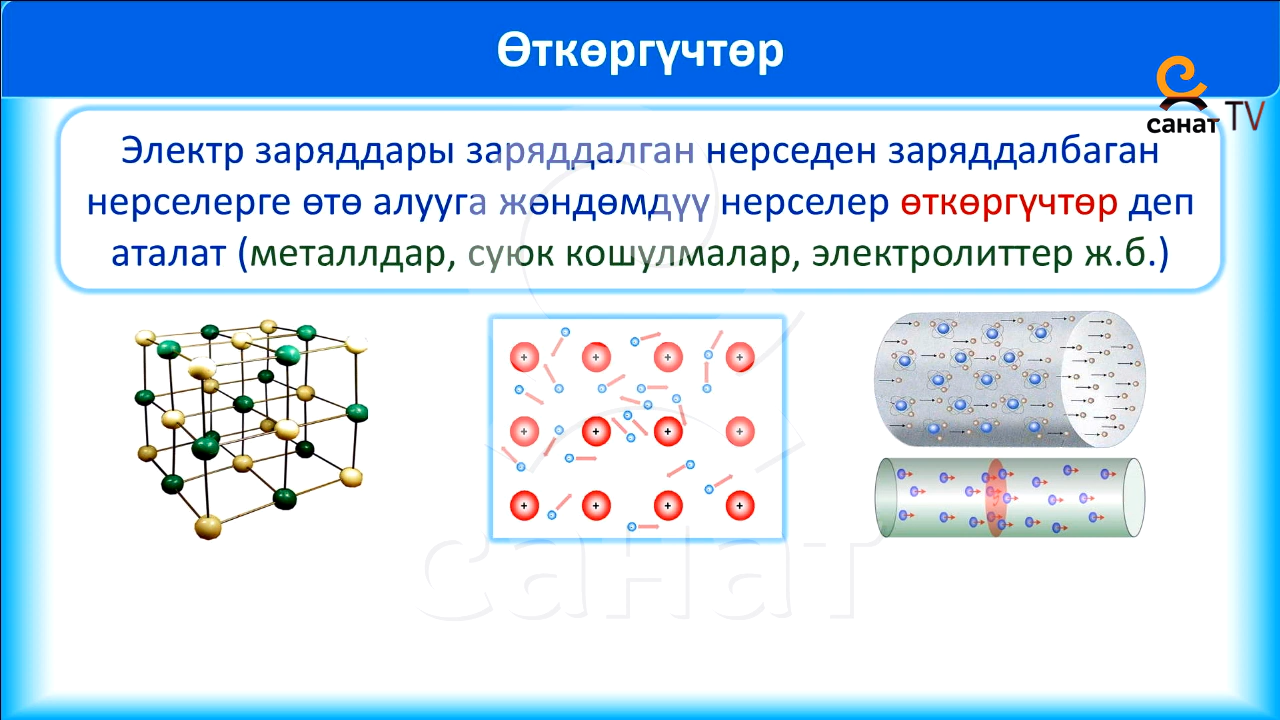 Өткөргүчтөр
санат TV
Электр заряддары заряддалган нерседен заряддалбаган
нерселерге өтө алууга жөндөмдүү нерселер өткөргүчтөр деп
аталат (металлдар, суюк кошулмалар, электролиттер ж.б.)
санат